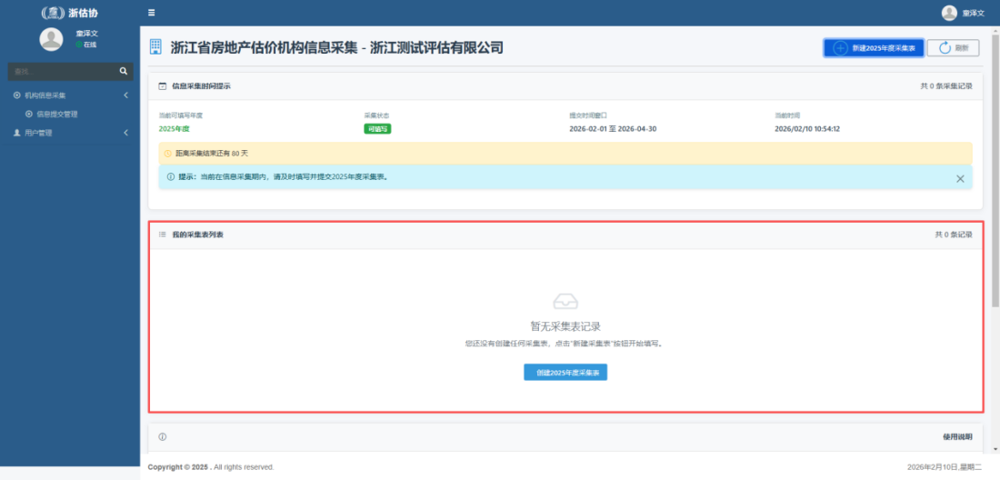 浙估协
童泽文
童泽文
在线
查找
机构信息采集
信息提交管理
用户管理
浙江省房地产估价机构信息采集 - 浙江测试评估有限公司
新建2025年度采集表
刷新
信息采集时间提示
共 0 条采集记录
当前可填写年度
采集状态
提交时间窗口
当前时间
2025年度
可填写
2026-02-01 至 2026-04-30
2026/02/10 10:54:12
距离采集结束还有 80 天
提示：当前在信息采集期内，请及时填写并提交2025年度采集表。
我的采集表列表
共 0 条记录
暂无采集表记录
您还没有创建任何采集表，点击"新建采集表"按钮开始填写。
创建2025年度采集表
使用说明
Copyright © 2025 . All rights reserved.
2026年2月10日,星期二